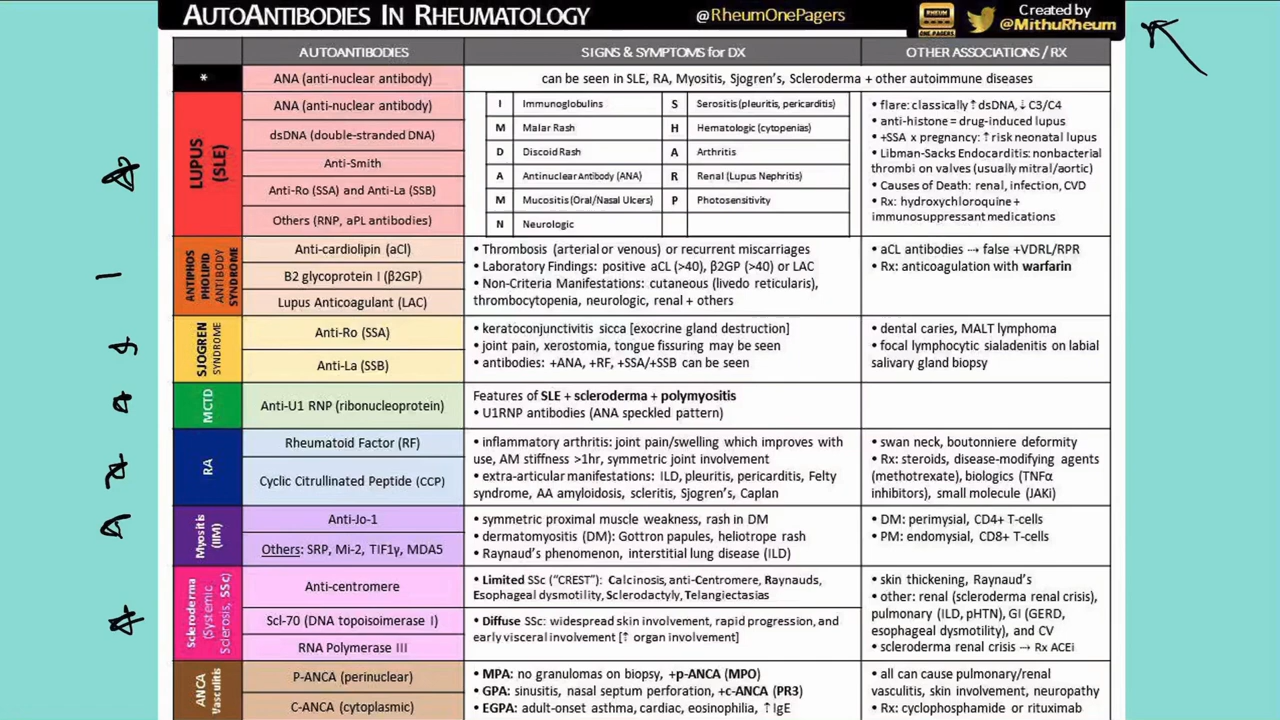 AUTOANTIBODIES IN RHEUMATOLOGY
@RheumOnePagers
RHEUM
ONE-PAGERS
Created by
@MithuRheum
AUTOANTIBODIES
SIGNS & SYMPTOMS for DX
OTHER ASSOCIATIONS / RX
*
ANA (anti-nuclear antibody)
can be seen in SLE, RA, Myositis, Sjogren's, Scleroderma + other autoimmune diseases
LUPUS
(SLE)
ANA (anti-nuclear antibody)
dsDNA (double-stranded DNA)
Anti-Smith
Anti-Ro (SSA) and Anti-La (SSB)
Others (RNP, aPL antibodies)
I Immunoglobulins S Serositis (pleuritis, pericarditis)
M Malar Rash H Hematologic (cytopenias)
D Discoid Rash A Arthritis
A Antinuclear Antibody (ANA) R Renal (Lupus Nephritis)
M Mucositis (Oral/Nasal Ulcers) P Photosensitivity
N Neurologic
• flare: classically ↑dsDNA, ↓ C3/C4
• anti-histone = drug-induced lupus
• +SSA x pregnancy: ↑risk neonatal lupus
• Libman-Sacks Endocarditis: nonbacterial
thrombi on valves (usually mitral/aortic)
• Causes of Death: renal, infection, CVD
• Rx: hydroxychloroquine +
immunosuppressant medications
ANTIPHOS
PHOLIPID
ANTIBODY
SYNDROME
Anti-cardiolipin (aCl)
B2 glycoprotein I (β2GP)
Lupus Anticoagulant (LAC)
• Thrombosis (arterial or venous) or recurrent miscarriages
• Laboratory Findings: positive aCL (>40), β2GP (>40) or LAC
• Non-Criteria Manifestations: cutaneous (livedo reticularis),
thrombocytopenia, neurologic, renal + others
• aCL antibodies ⇢ false +VDRL/RPR
• Rx: anticoagulation with warfarin
SJOGREN
SYNDROME
Anti-Ro (SSA)
Anti-La (SSB)
• keratoconjunctivitis sicca [exocrine gland destruction]
• joint pain, xerostomia, tongue fissuring may be seen
• antibodies: +ANA, +RF, +SSA/+SSB can be seen
• dental caries, MALT lymphoma
• focal lymphocytic sialadenitis on labial
salivary gland biopsy
MCTD
Anti-U1 RNP (ribonucleoprotein)
Features of SLE + scleroderma + polymyositis
• U1RNP antibodies (ANA speckled pattern)
RA
Rheumatoid Factor (RF)
Cyclic Citrullinated Peptide (CCP)
• inflammatory arthritis: joint pain/swelling which improves with
use, AM stiffness >1hr, symmetric joint involvement
• extra-articular manifestations: ILD, pleuritis, pericarditis, Felty
syndrome, AA amyloidosis, scleritis, Sjogren's, Caplan
• swan neck, boutonniere deformity
• Rx: steroids, disease-modifying agents
(methotrexate), biologics (TNFα
inhibitors), small molecule (JAKi)
Myositis
(IIM)
Anti-Jo-1
Others: SRP, Mi-2, TIF1γ, MDA5
• symmetric proximal muscle weakness, rash in DM
• dermatomyositis (DM): Gottron papules, heliotrope rash
• Raynaud's phenomenon, interstitial lung disease (ILD)
• DM: perimysial, CD4+ T-cells
• PM: endomysial, CD8+ T-cells
Scleroderma
(Systemic
Sclerosis, SSc)
Anti-centromere
Scl-70 (DNA topoisoimerase I)
RNA Polymerase III
• Limited SSc ("CREST"): Calcinosis, anti-Centromere, Raynauds,
Esophageal dysmotility, Sclerodactyly, Telangiectasias
• Diffuse SSc: widespread skin involvement, rapid progression, and
early visceral involvement [↑ organ involvement]
• skin thickening, Raynaud's
• other: renal (scleroderma renal crisis),
pulmonary (ILD, pHTN), GI (GERD,
esophageal dysmotility), and CV
• scleroderma renal crisis → Rx ACEi
ANCA
Vasculitis
P-ANCA (perinuclear)
C-ANCA (cytoplasmic)
• MPA: no granulomas on biopsy, +p-ANCA (MPO)
• GPA: sinusitis, nasal septum perforation, +c-ANCA (PR3)
• EGPA: adult-onset asthma, cardiac, eosinophilia, ↑IgE
• all can cause pulmonary/renal
vasculitis, skin involvement, neuropathy
• Rx: cyclophosphamide or rituximab